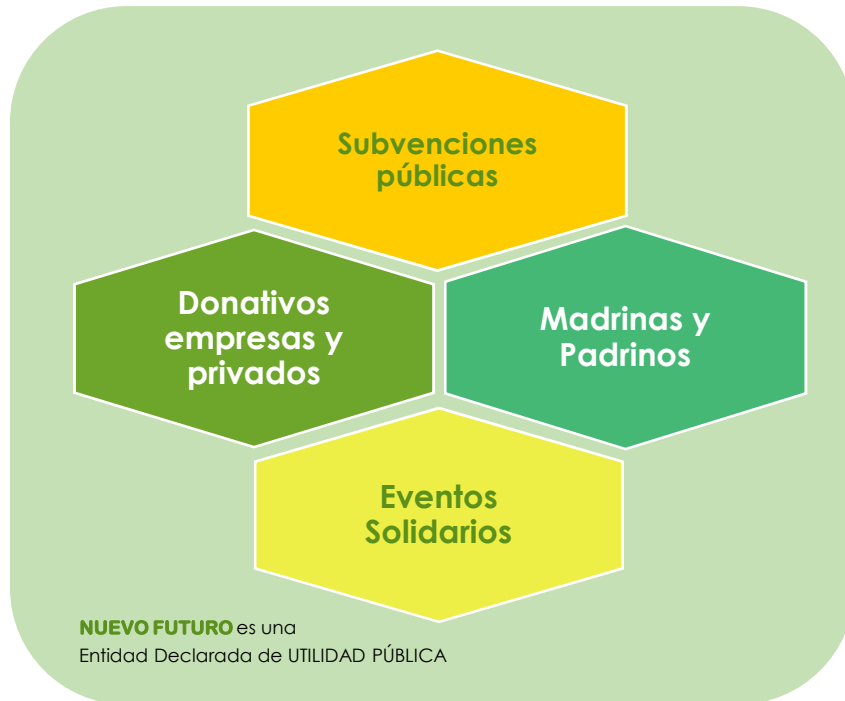 Subvenciones
públicas
Donativos
empresas y
privados
Madrinas y
Padrinos
Eventos
Solidarios
NUEVO FUTURO es una
Entidad Declarada de UTILIDAD PÚBLICA